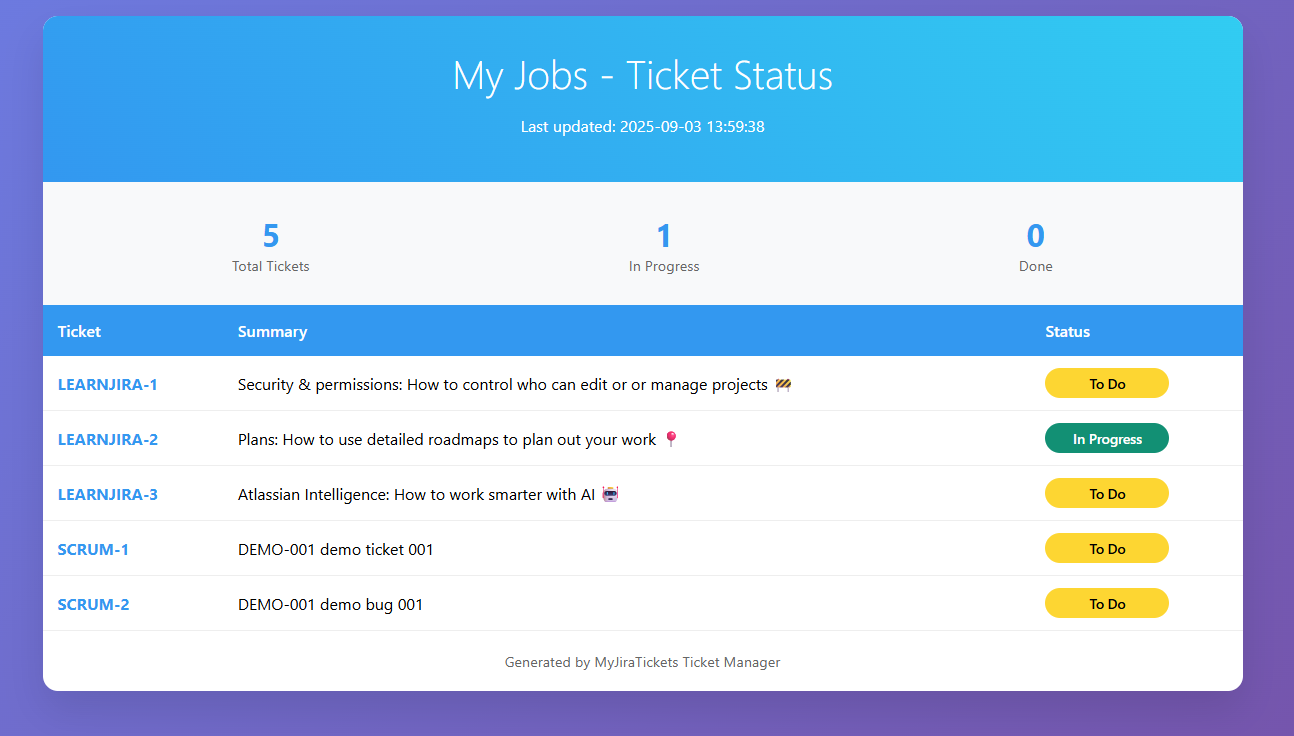 My Jobs - Ticket Status
Last updated: 2025-09-03 13:59:38
5 1 0
Total Tickets In Progress Done
Ticket Summary Status
LEARNJIRA-1 Security & permissions: How to control who can edit or or manage projects 🚧 To Do
LEARNJIRA-2 Plans: How to use detailed roadmaps to plan out your work 📍 In Progress
LEARNJIRA-3 Atlassian Intelligence: How to work smarter with AI 🤖 To Do
SCRUM-1 DEMO-001 demo ticket 001 To Do
SCRUM-2 DEMO-001 demo bug 001 To Do
Generated by MyJiraTickets Ticket Manager